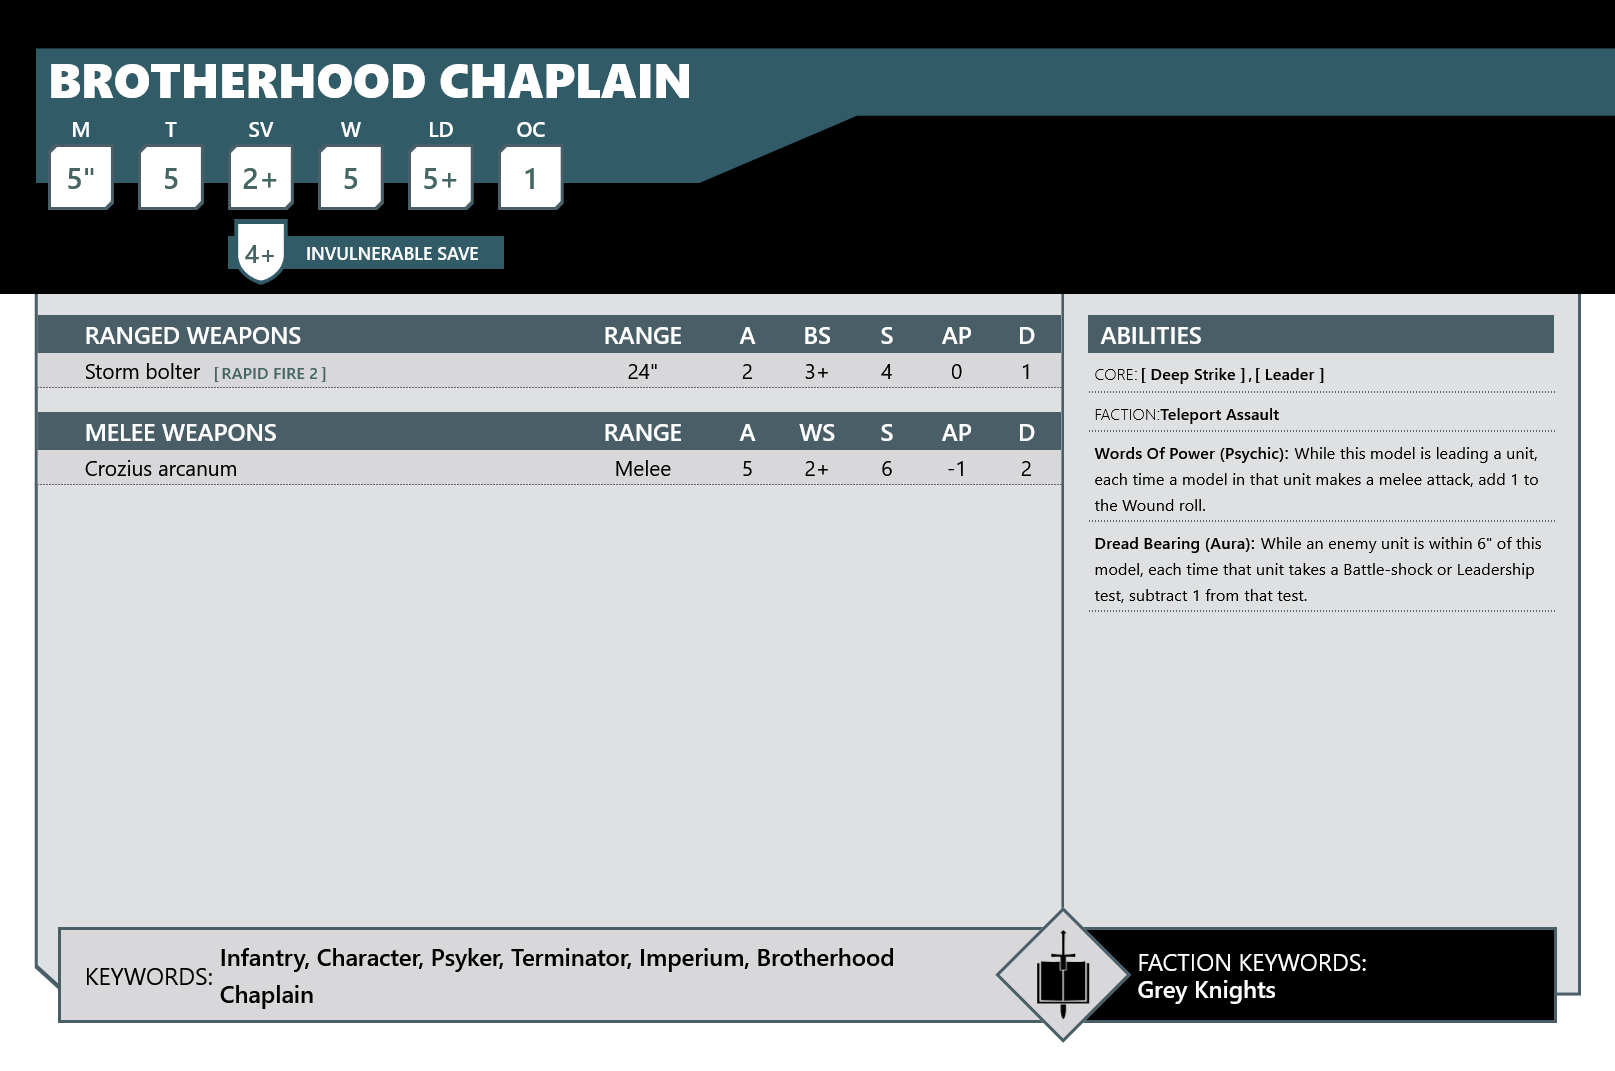 BROTHERHOOD CHAPLAIN
M T SV W LD OC
5" 5 2+ 5 5+ 1
4+ INVULNERABLE SAVE
RANGED WEAPONS RANGE A BS S AP D
Storm bolter [ RAPID FIRE 2 ] 24" 2 3+ 4 0 1
MELEE WEAPONS RANGE A WS S AP D
Crozius arcanum Melee 5 2+ 6 -1 2
ABILITIES
CORE: [ Deep Strike ] , [ Leader ]
FACTION:Teleport Assault
Words Of Power (Psychic): While this model is leading a unit,
each time a model in that unit makes a melee attack, add 1 to
the Wound roll.
Dread Bearing (Aura): While an enemy unit is within 6" of this
model, each time that unit takes a Battle-shock or Leadership
test, subtract 1 from that test.
KEYWORDS: Infantry, Character, Psyker, Terminator, Imperium, Brotherhood
Chaplain
FACTION KEYWORDS:
Grey Knights